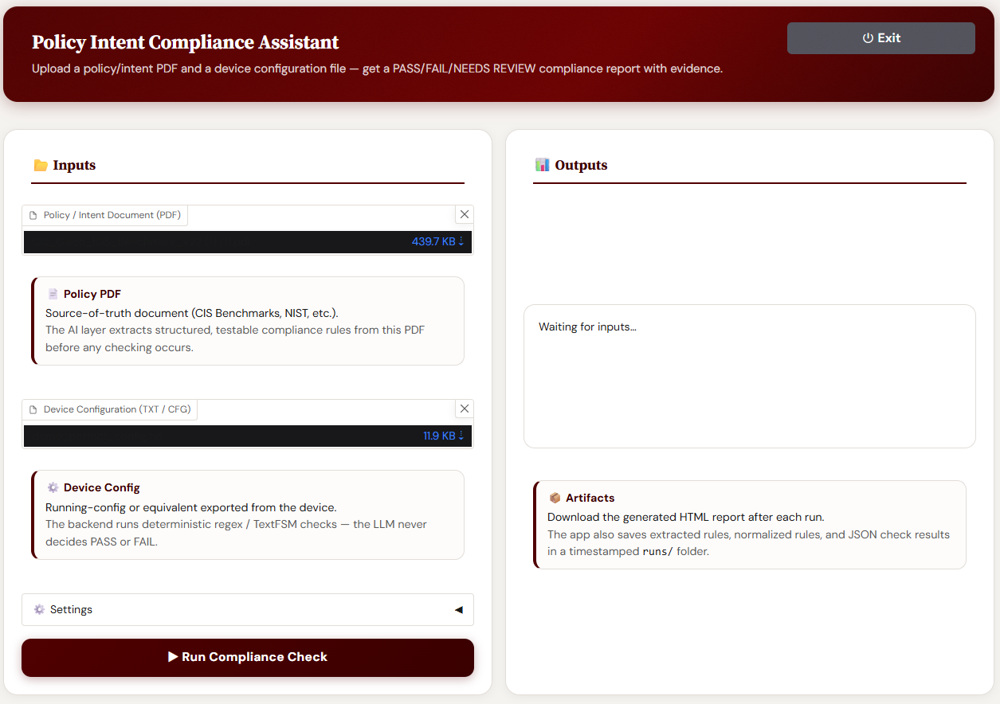 Policy Intent Compliance Assistant
Exit
Upload a policy/intent PDF and a device configuration file — get a PASS/FAIL/NEEDS REVIEW compliance report with evidence.
Inputs
Policy / Intent Document (PDF)
439.7 KB ⇣
Policy PDF
Source-of-truth document (CIS Benchmarks, NIST, etc.).
The AI layer extracts structured, testable compliance rules from this PDF
before any checking occurs.
Device Configuration (TXT / CFG)
11.9 KB ⇣
Device Config
Running-config or equivalent exported from the device.
The backend runs deterministic regex / TextFSM checks — the LLM never
decides PASS or FAIL.
Settings
Run Compliance Check
Outputs
Waiting for inputs…
Artifacts
Download the generated HTML report after each run.
The app also saves extracted rules, normalized rules, and JSON check results
in a timestamped runs/ folder.